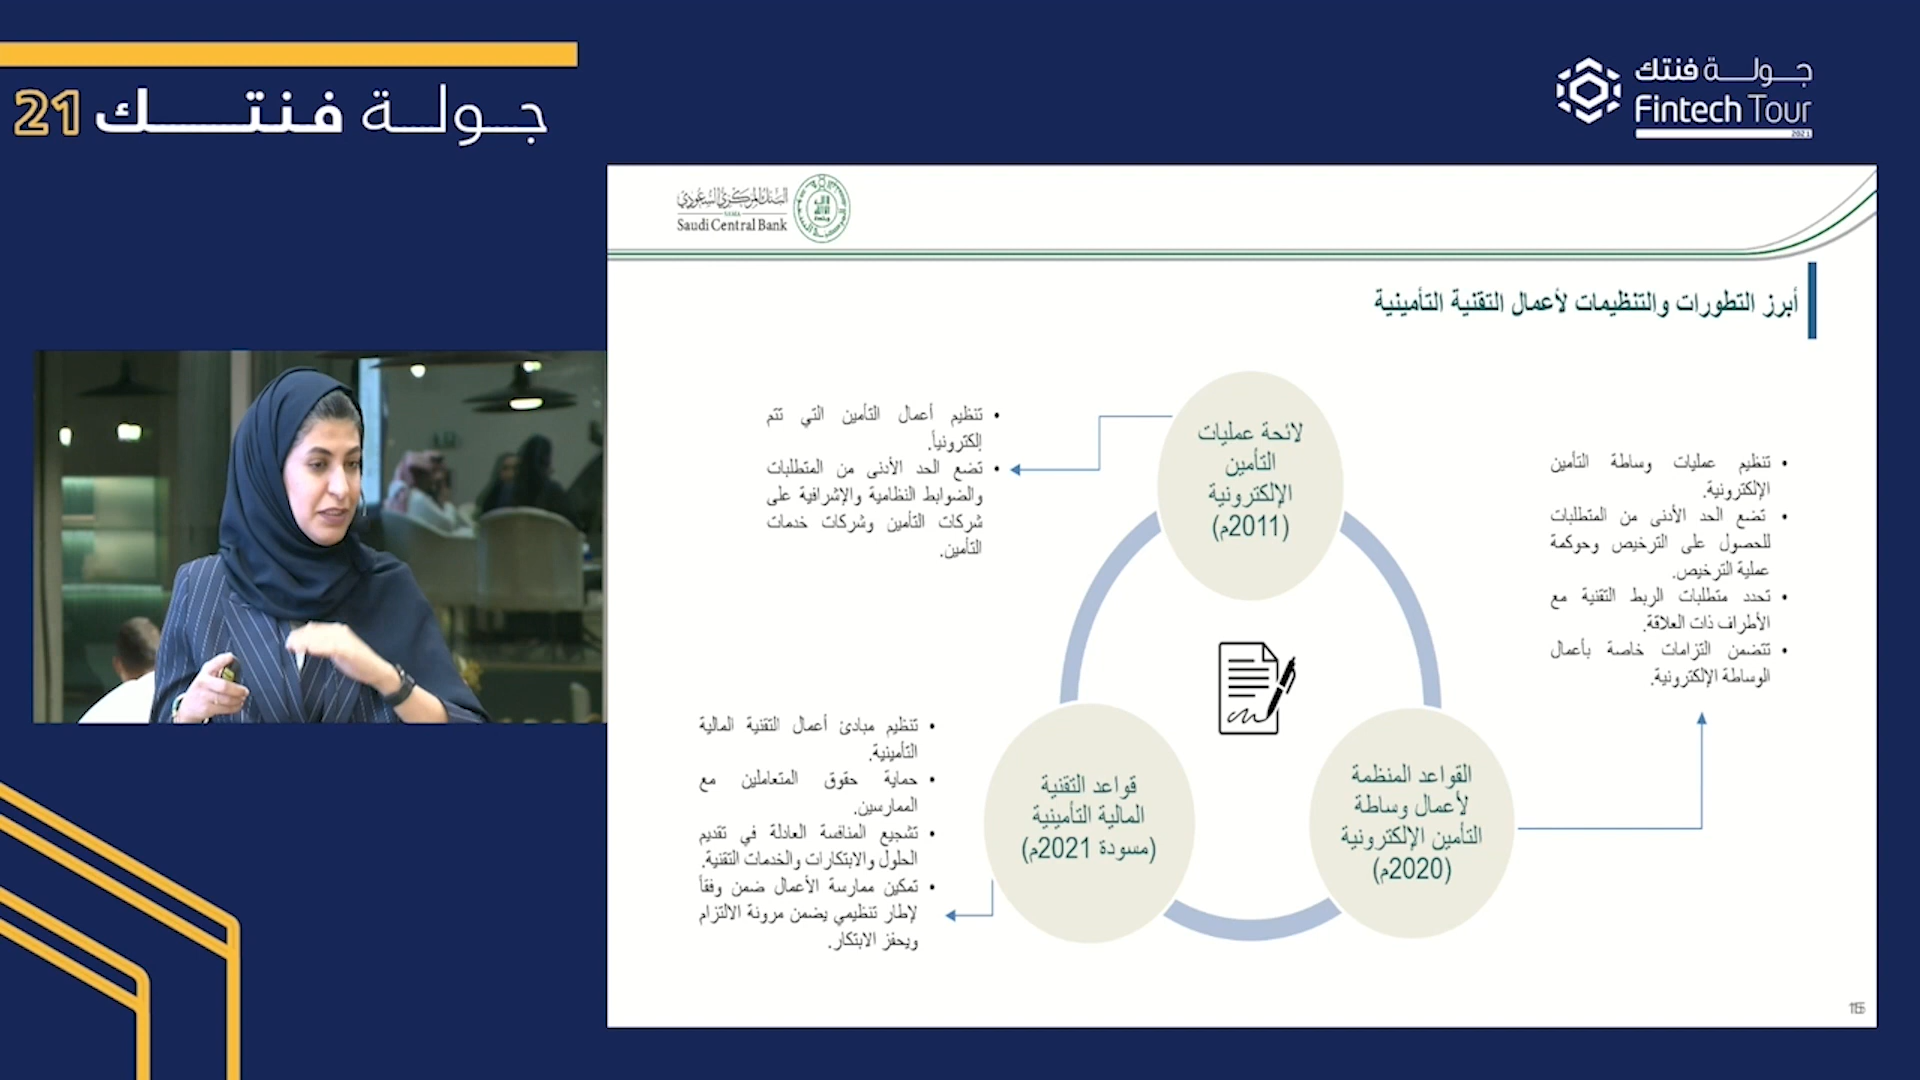 جولة فنتك 21
جولة فنتك
Fintech Tour
2021
البنك المركزي السعودي
SAMA
Saudi Central Bank
أبرز التطورات والتنظيمات لأعمال التقنية التأمينية
لائحة عمليات
التأمين
الإلكترونية
(2011م)
• تنظيم أعمال التأمين التي تتم
إلكترونياً.
• تضع الحد الأدنى من المتطلبات
والضوابط النظامية والإشرافية على
شركات التأمين وشركات خدمات
التأمين.
• تنظيم عمليات وساطة التأمين
الإلكترونية.
• تضع الحد الأدنى من المتطلبات
للحصول على الترخيص وحوكمة
عملية الترخيص.
• تحدد متطلبات الربط التقنية مع
الأطراف ذات العلاقة.
• تتضمن التزامات خاصة بأعمال
الوساطة الإلكترونية.
القواعد المنظمة
لأعمال وساطة
التأمين الإلكترونية
(2020م)
قواعد التقنية
المالية التأمينية
(مسودة 2021م)
• تنظيم مبادئ أعمال التقنية المالية
التأمينية.
• حماية حقوق المتعاملين مع
الممارسين.
• تشجيع المنافسة العادلة في تقديم
الحلول والابتكارات والخدمات التقنية.
• تمكين ممارسة الأعمال ضمن وفقاً
لإطار تنظيمي يضمن مرونة الالتزام
ويحفز الابتكار.